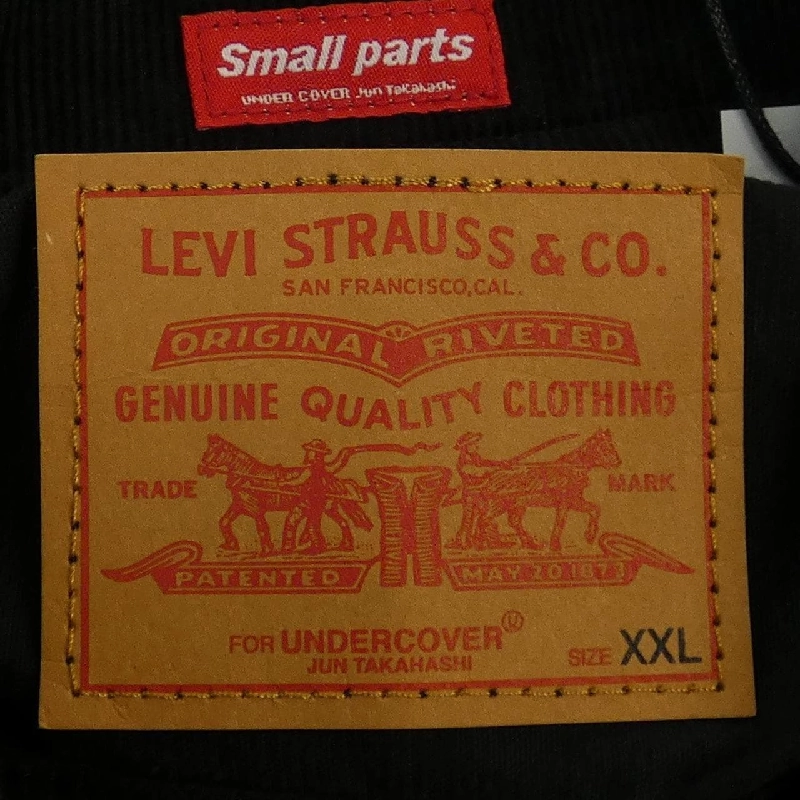 Small parts
UNDER COVER Jun Takahashi
LEVI STRAUSS & CO.
SAN FRANCISCO, CAL.
ORIGINAL RIVETED
GENUINE QUALITY CLOTHING
TRADE MARK
PATENTED MAY 20 1873
FOR UNDERCOVER®
JUN TAKAHASHI
SIZE XXL